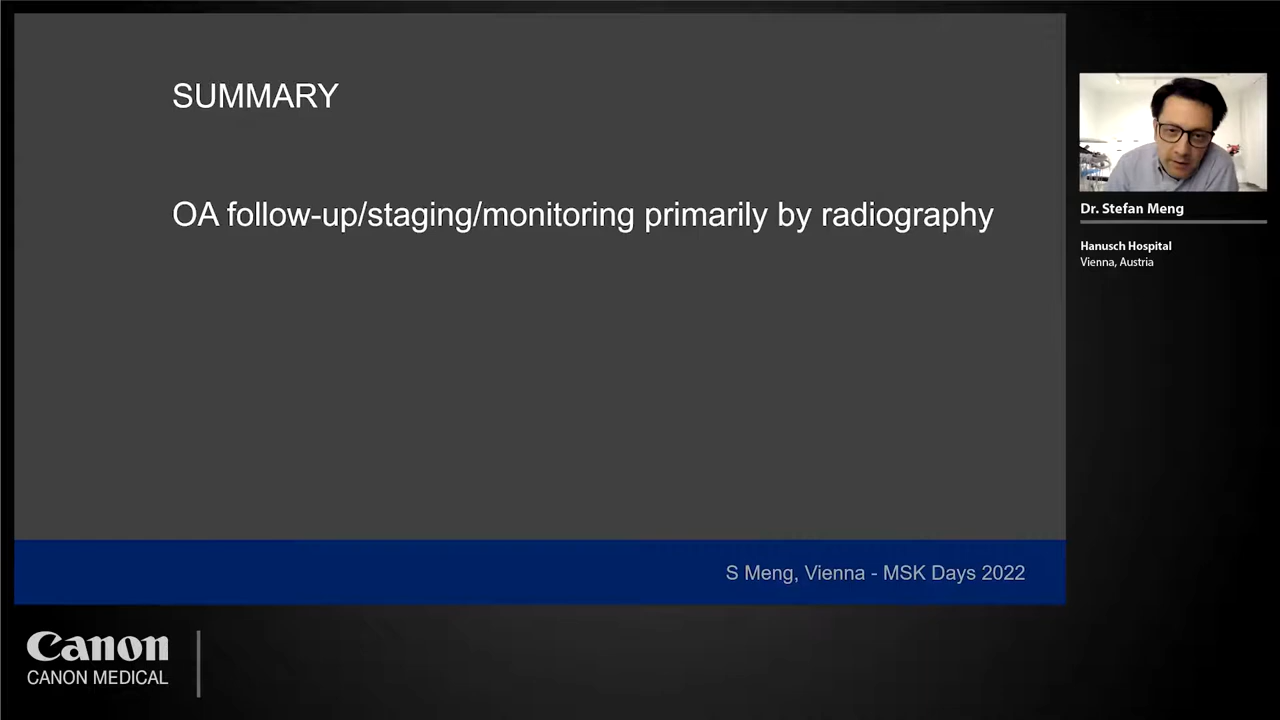 SUMMARY
OA follow-up/staging/monitoring primarily by radiography
S Meng, Vienna - MSK Days 2022
Dr. Stefan Meng
Hanusch Hospital
Vienna, Austria
Canon
CANON MEDICAL